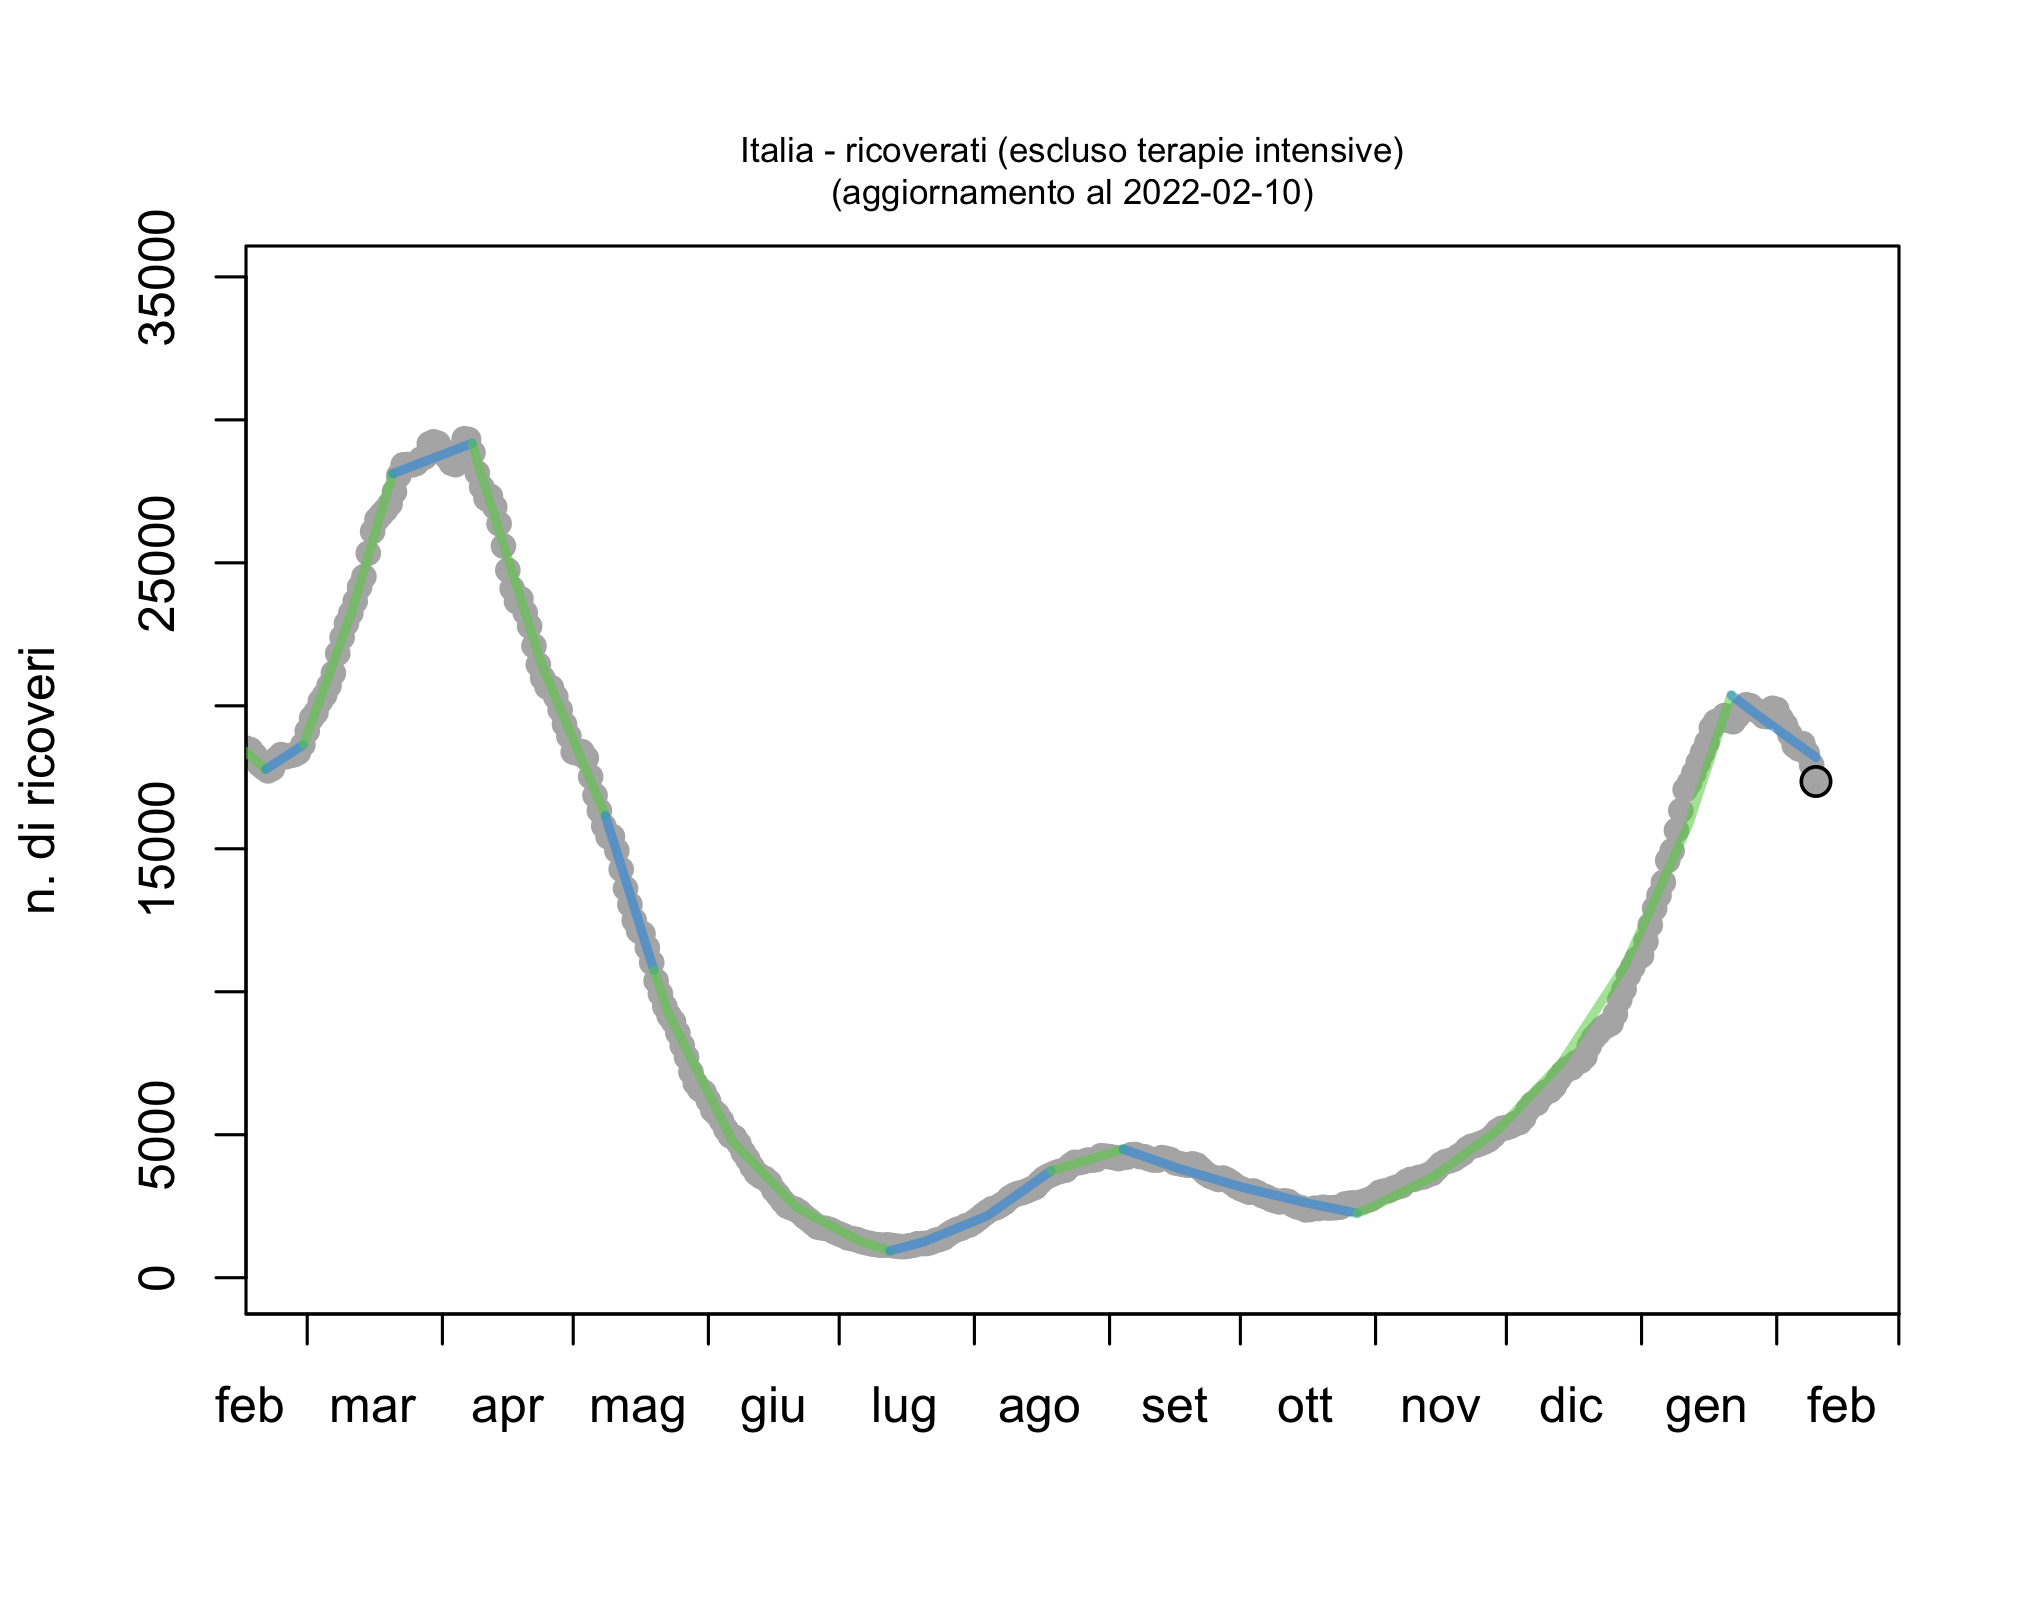 Italia - ricoverati (escluso terapie intensive)
(aggiornamento al 2022-02-10)
n. di ricoveri
35000
25000
15000
5000
0
feb mar apr mag giu lug ago set ott nov dic gen feb